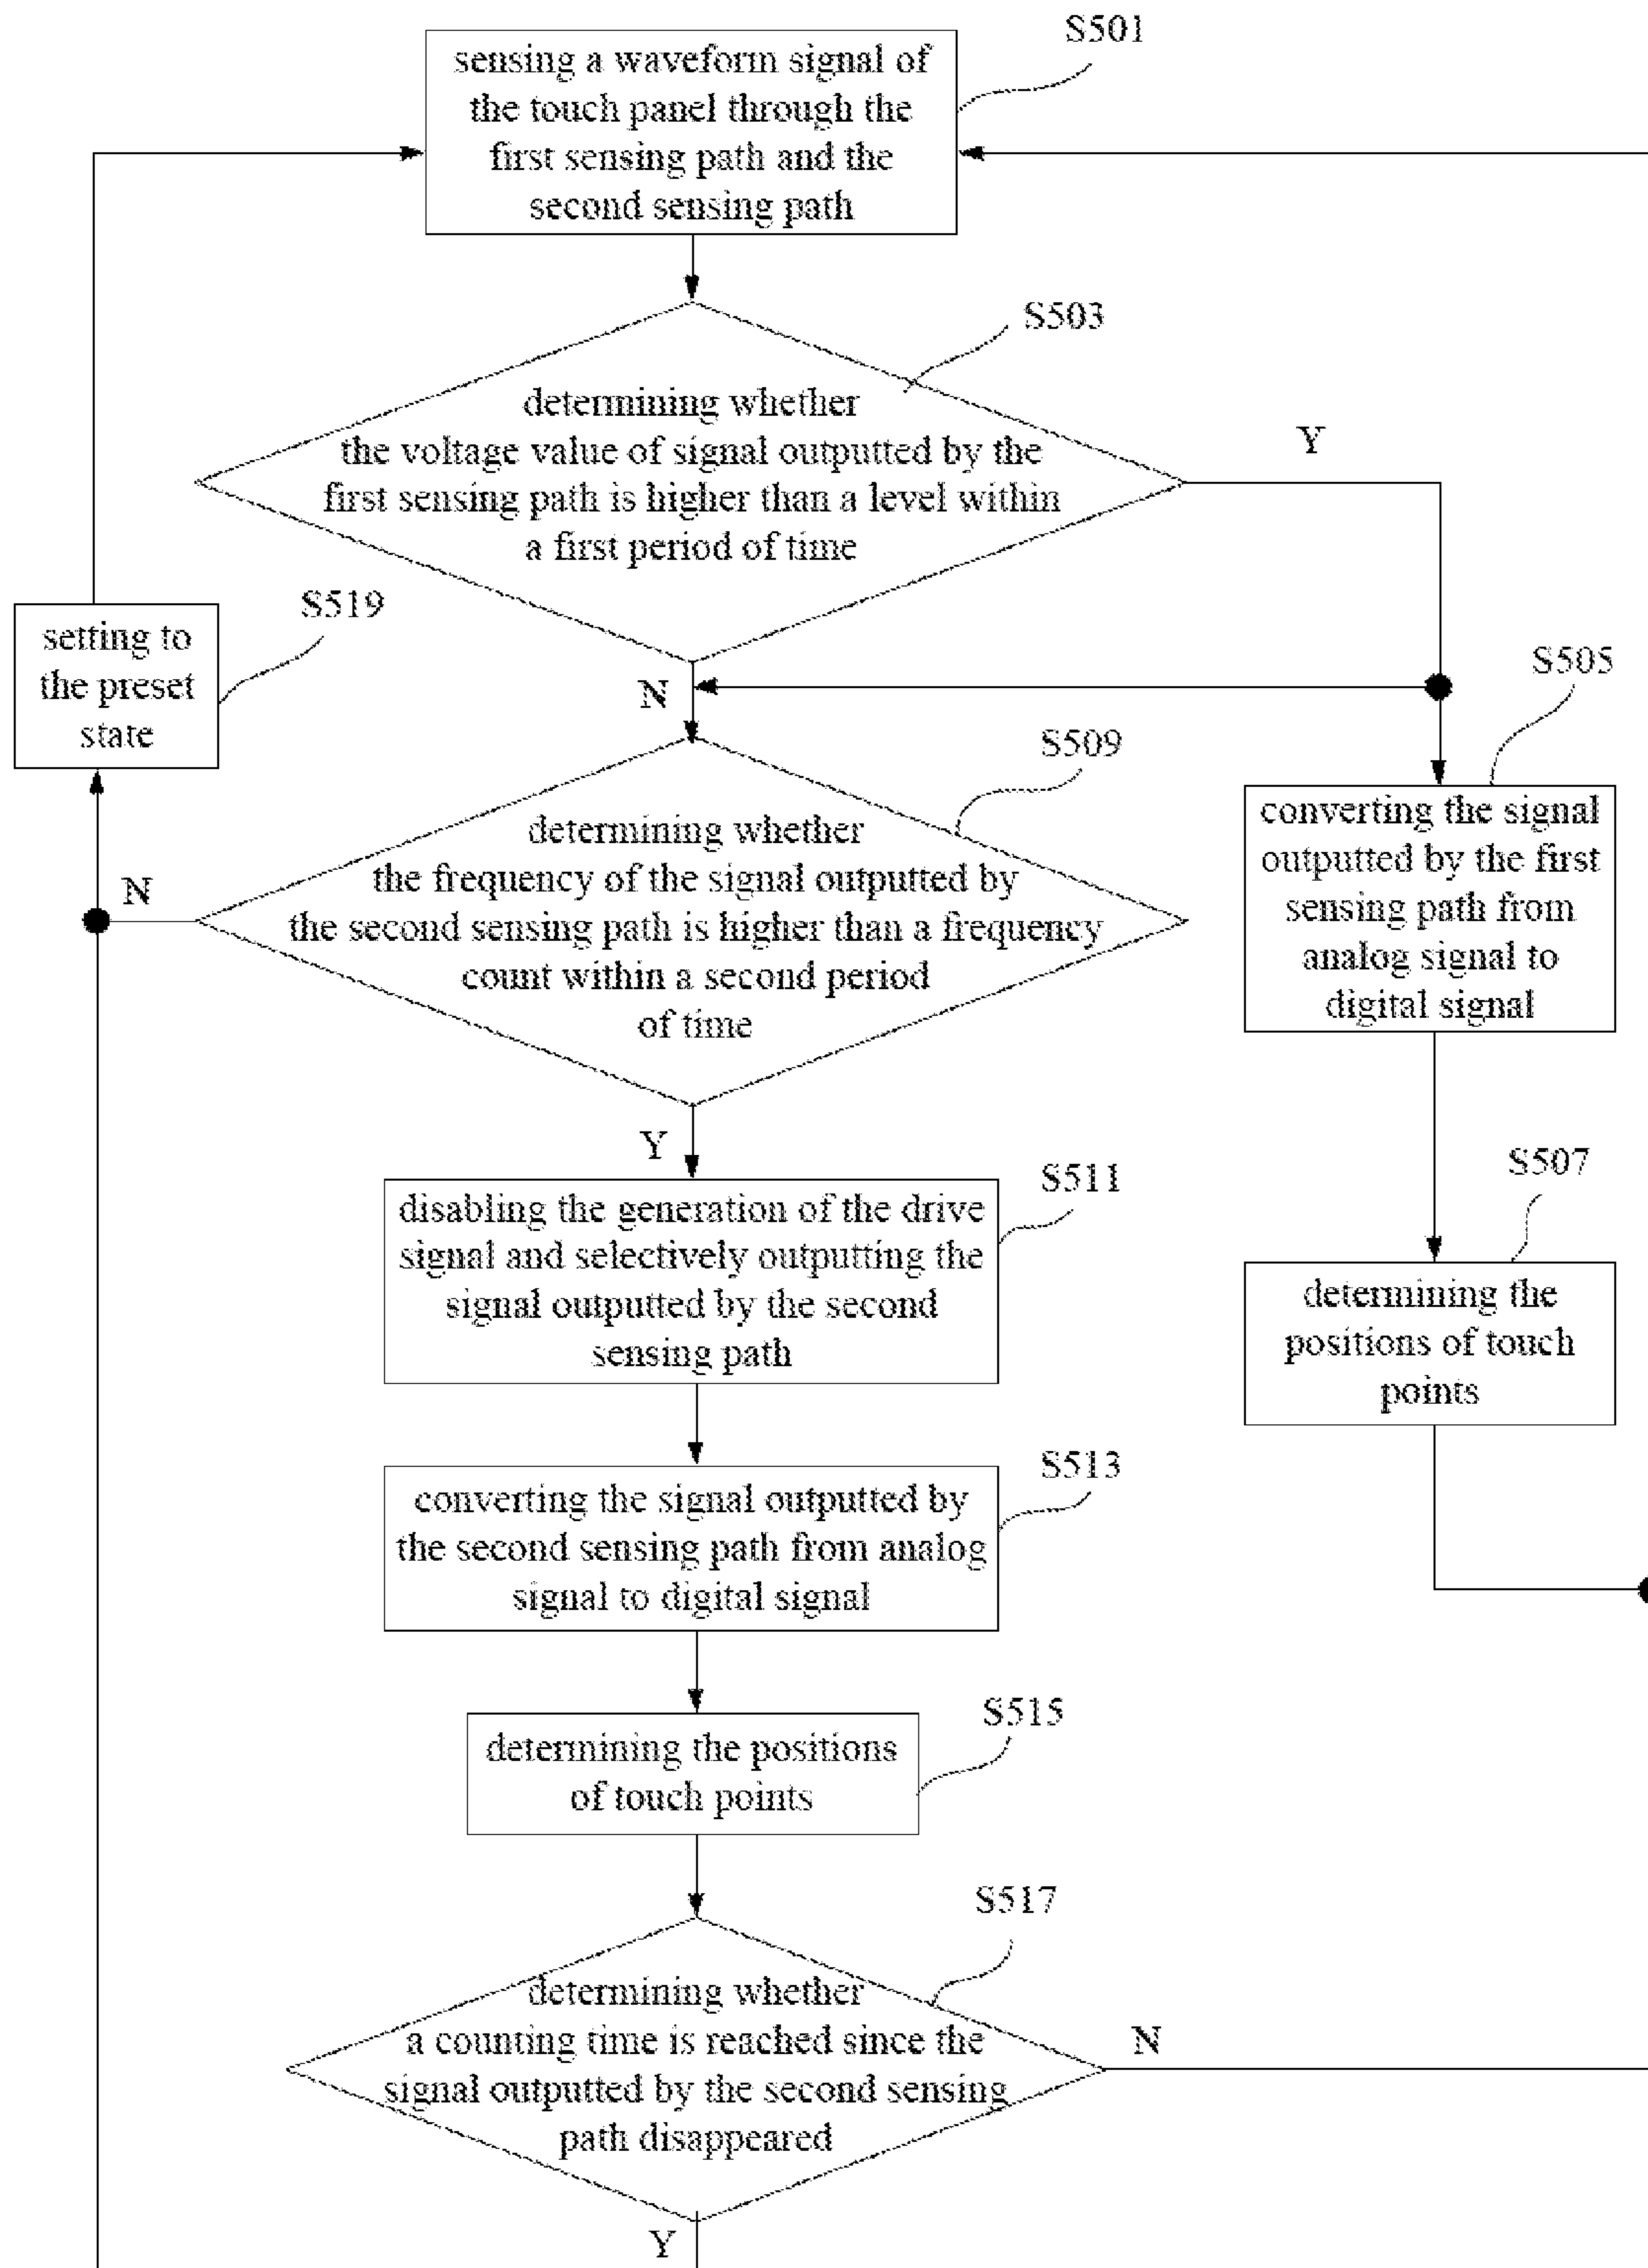 S501
sensing a waveform signal of
the touch panel through the
first sensing path and the
second sensing path
S503
determining whether
the voltage value of signal outputted by the
first sensing path is higher than a level within
a first period of time
Y
S519
setting to
the preset
state
N
S505
converting the signal
outputted by the first
sensing path from
analog signal to
digital signal
S509
determining whether
the frequency of the signal outputted by
the second sensing path is higher than a frequency
count within a second period
of time
N
Y
S511
disabling the generation of the drive
signal and selectively outputting the
signal outputted by the second
sensing path
S507
determining the
positions of touch
points
S513
converting the signal outputted by
the second sensing path from analog
signal to digital signal
S515
determining the positions
of touch points
S517
determining whether
a counting time is reached since the
signal outputted by the second sensing
path disappeared
N
Y